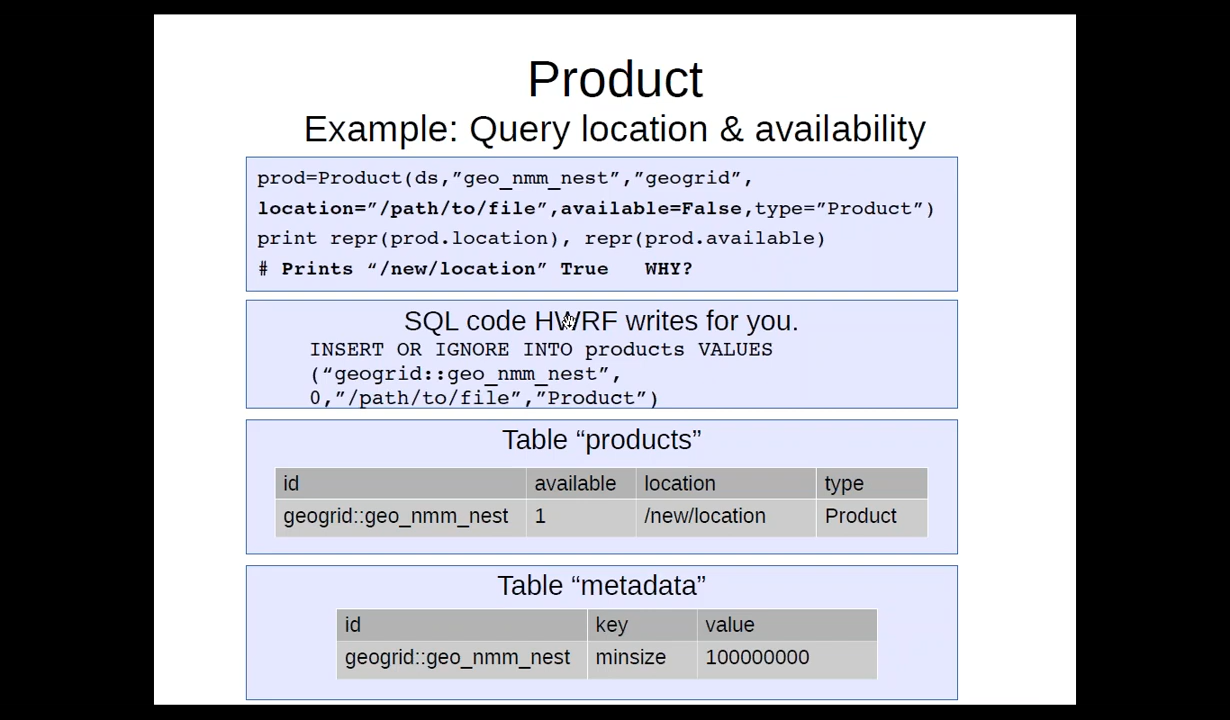 Product
Example: Query location & availability
prod=Product(ds,”geo_nmm_nest”,”geogrid”,
location=”/path/to/file”,available=False,type=”Product”)
print repr(prod.location), repr(prod.available)
# Prints “/new/location” True WHY?
SQL code HWRF writes for you.
INSERT OR IGNORE INTO products VALUES
(“geogrid::geo_nmm_nest”,
0,”/path/to/file”,”Product”)
Table “products”
id available location type
geogrid::geo_nmm_nest 1 /new/location Product
Table “metadata”
id key value
geogrid::geo_nmm_nest minsize 100000000